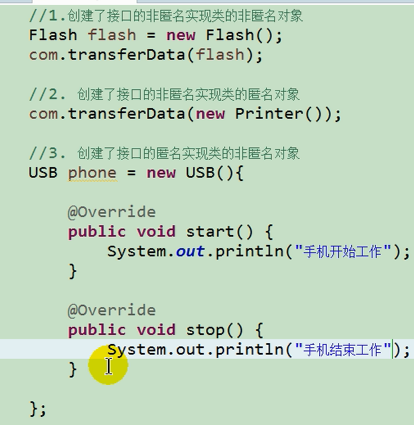 //1.创建了接口的非匿名实现类的非匿名对象
Flash flash = new Flash();
com.transferData(flash);
//2. 创建了接口的非匿名实现类的匿名对象
com.transferData(new Printer());
//3. 创建了接口的匿名实现类的非匿名对象
USB phone = new USB(){
@Override
public void start() {
System.out.println("手机开始工作");
}
@Override
public void stop() {
System.out.println("手机结束工作");
}
};